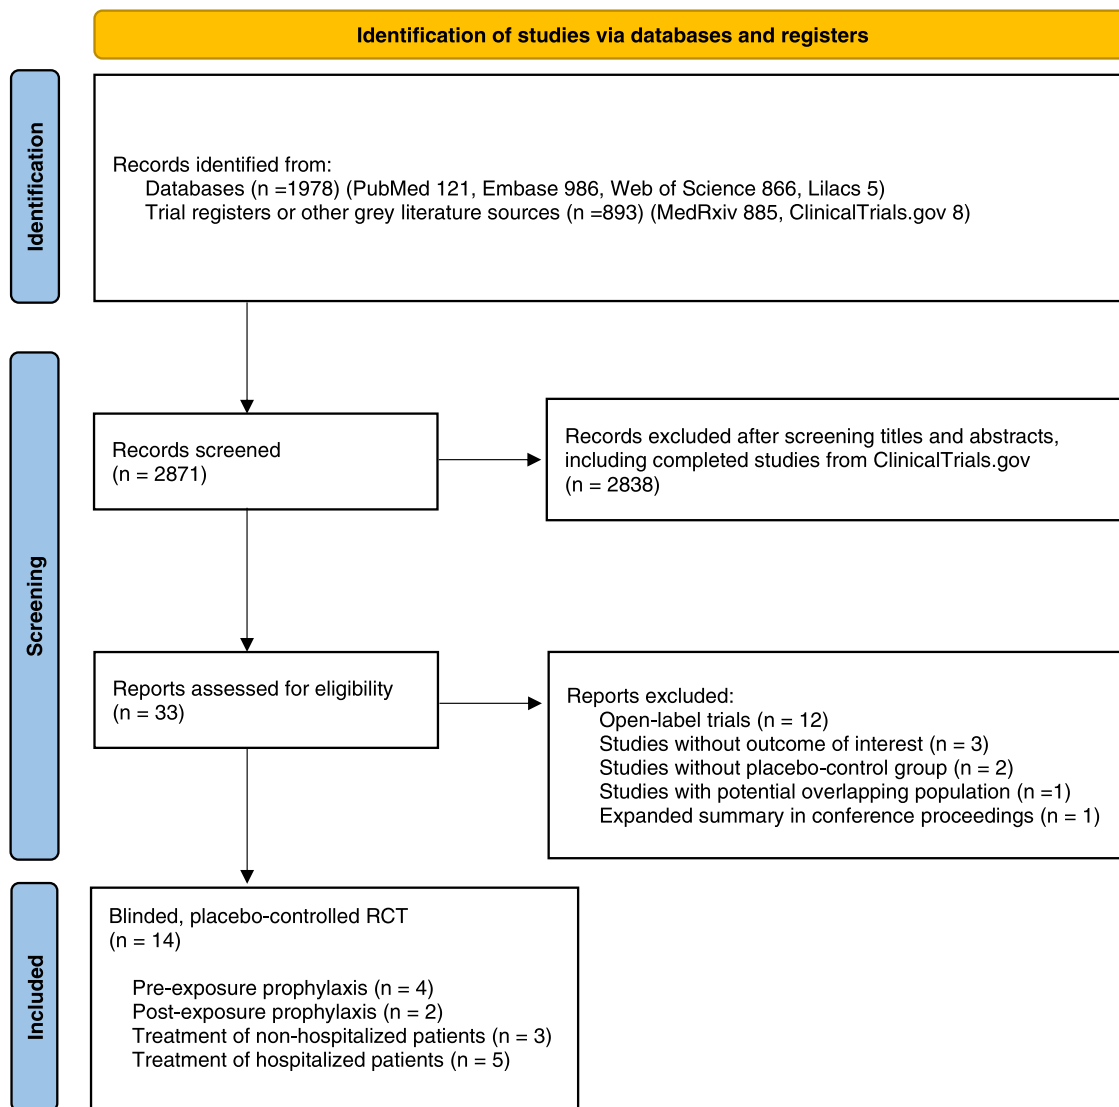 Identification of studies via databases and registers
Identification
Records identified from:
Databases (n =1978) (PubMed 121, Embase 986, Web of Science 866, Lilacs 5)
Trial registers or other grey literature sources (n =893) (MedRxiv 885, ClinicalTrials.gov 8)
Screening
Records screened
(n = 2871)
Records excluded after screening titles and abstracts,
including completed studies from ClinicalTrials.gov
(n = 2838)
Reports assessed for eligibility
(n = 33)
Reports excluded:
Open-label trials (n = 12)
Studies without outcome of interest (n = 3)
Studies without placebo-control group (n = 2)
Studies with potential overlapping population (n =1)
Expanded summary in conference proceedings (n = 1)
Included
Blinded, placebo-controlled RCT
(n = 14)
Pre-exposure prophylaxis (n = 4)
Post-exposure prophylaxis (n = 2)
Treatment of non-hospitalized patients (n = 3)
Treatment of hospitalized patients (n = 5)